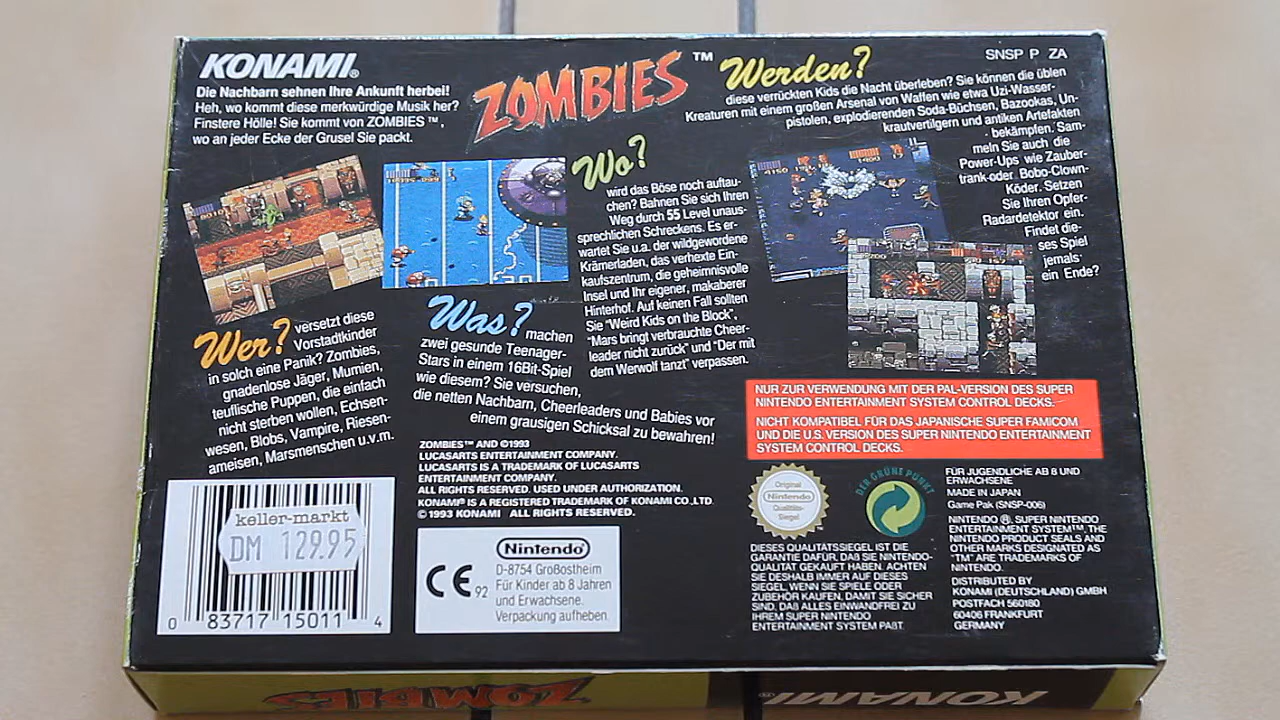 KONAMI®
Die Nachbarn sehnen Ihre Ankunft herbei!
Heh, wo kommt diese merkwürdige Musik her?
Finstere Hölle! Sie kommt von ZOMBIES ™,
wo an jeder Ecke der Grusel Sie packt.
ZOMBIES™
Wer? versetzt diese
Vorstadtkinder
in solch eine Panik? Zombies,
gnadenlose Jäger, Mumien,
teuflische Puppen, die einfach
nicht sterben wollen, Echsen-
wesen, Blobs, Vampire, Riesen-
ameisen, Marsmenschen u.v.m.
Was? machen
zwei gesunde Teenager-
Stars in einem 16Bit-Spiel
wie diesem? Sie versuchen,
die netten Nachbarn, Cheerleaders und Babies vor
einem grausigen Schicksal zu bewahren!
Wo?
wird das Böse noch auftau-
chen? Bahnen Sie sich Ihren
Weg durch 55 Level unaus-
sprechlichen Schreckens. Es er-
wartet Sie u.a. der wildgewordene
Krämerladen, das verhexte Ein-
kaufszentrum, die geheimnisvolle
Insel und Ihr eigener, makaberer
Hinterhof. Auf keinen Fall sollten
Sie "Weird Kids on the Block",
"Mars bringt verbrauchte Cheer-
leader nicht zurück" und "Der mit
dem Werwolf tanzt" verpassen.
SNSP P ZA
Werden?
diese verrückten Kids die Nacht überleben? Sie können die üblen
Kreaturen mit einem großen Arsenal von Waffen wie etwa Uzi-Wasser-
pistolen, explodierenden Soda-Büchsen, Bazookas, Un-
krautvertilgern und antiken Artefakten
bekämpfen. Sam-
meln Sie auch die
Power-Ups wie Zauber-
trank oder Bobo-Clown-
Köder. Setzen
Sie Ihren Opfer-
Radardetektor ein.
Findet die-
ses Spiel
jemals
ein Ende?
NUR ZUR VERWENDUNG MIT DER PAL-VERSION DES SUPER
NINTENDO ENTERTAINMENT SYSTEM CONTROL DECKS.
NICHT KOMPATIBEL FÜR DAS JAPANISCHE SUPER FAMICOM
UND DIE U.S. VERSION DES SUPER NINTENDO ENTERTAINMENT
SYSTEM CONTROL DECKS.
ZOMBIES™ AND ©1993
LUCASARTS ENTERTAINMENT COMPANY.
LUCASARTS IS A TRADEMARK OF LUCASARTS
ENTERTAINMENT COMPANY.
ALL RIGHTS RESERVED. USED UNDER AUTHORIZATION.
KONAMI® IS A REGISTERED TRADEMARK OF KONAMI CO.,LTD.
© 1993 KONAMI ALL RIGHTS RESERVED.
keller-markt
DM 129.95
0 83717 15011 4
CE 92
Nintendo®
D-8754 Großostheim
Für Kinder ab 8 Jahren
und Erwachsene.
Verpackung aufheben.
Original
Nintendo
Qualitäts-
Siegel
DIESES QUALITÄTSSIEGEL IST DIE
GARANTIE DAFÜR, DAß SIE NINTENDO-
QUALITÄT GEKAUFT HABEN. ACHTEN
SIE DESHALB IMMER AUF DIESES
SIEGEL, WENN SIE SPIELE ODER
ZUBEHÖR KAUFEN, DAMIT SIE SICHER
SIND, DAß ALLES EINWANDFREI ZU
IHREM SUPER NINTENDO
ENTERTAINMENT SYSTEM PAßT.
DER GRÜNE PUNKT
FÜR JUGENDLICHE AB 8 UND
ERWACHSENE
MADE IN JAPAN
Game Pak (SNSP-006)
NINTENDO ®, SUPER NINTENDO
ENTERTAINMENT SYSTEM™, THE
NINTENDO PRODUCT SEALS AND
OTHER MARKS DESIGNATED AS
"TM" ARE TRADEMARKS OF
NINTENDO.
DISTRIBUTED BY
KONAMI (DEUTSCHLAND) GMBH
POSTFACH 560180
60406 FRANKFURT
GERMANY
ZOMBIES
KONAMI®